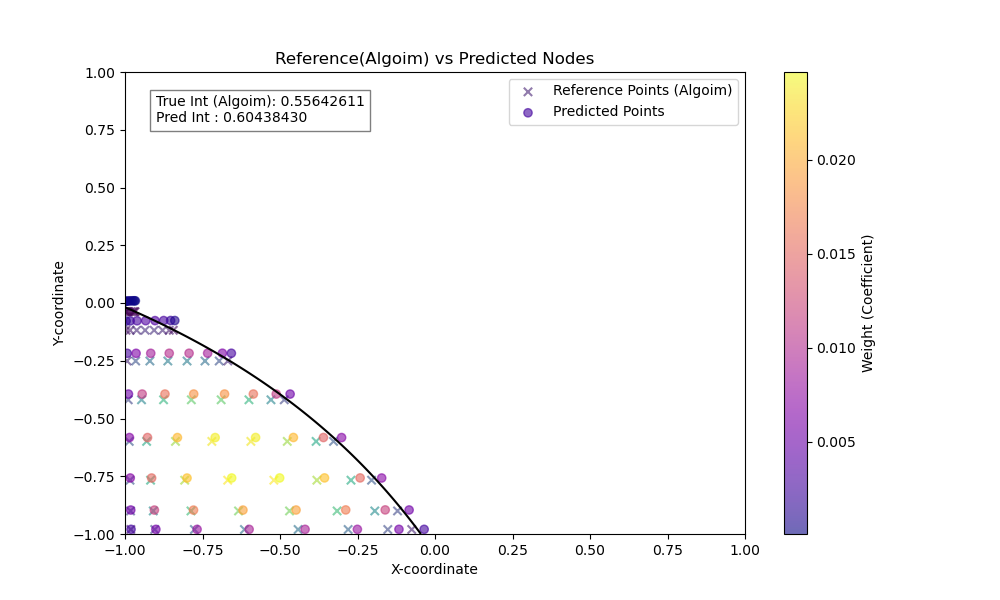 Reference(Algoim) vs Predicted Nodes
True Int (Algoim): 0.55642611
Pred Int : 0.60438430
Reference Points (Algoim)
Predicted Points
1.00
0.75
0.50
0.25
0.00
−0.25
−0.50
−0.75
−1.00
Y-coordinate
−1.00
−0.75
−0.50
−0.25
0.00
0.25
0.50
0.75
1.00
X-coordinate
0.020
0.015
0.010
0.005
Weight (Coefficient)